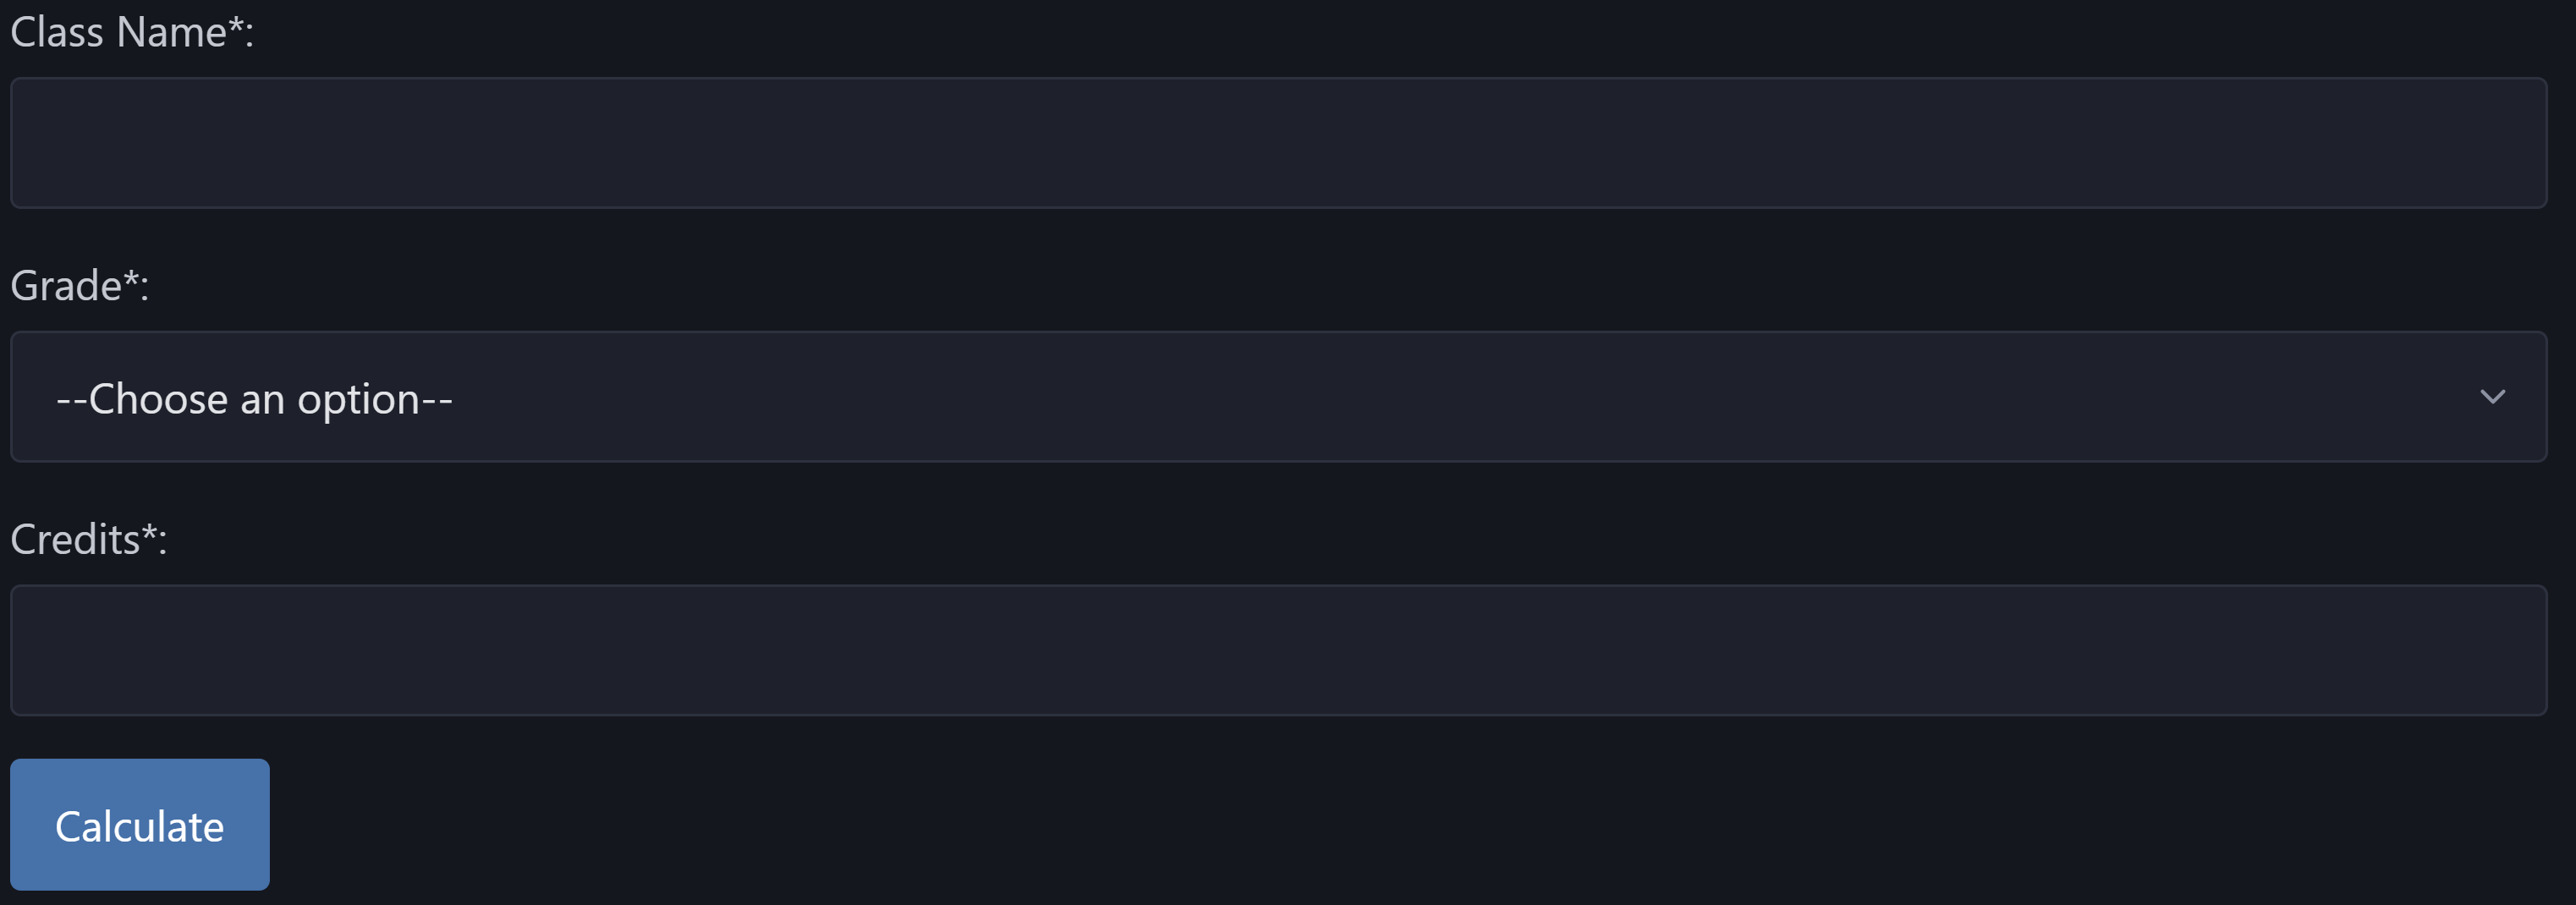 Class Name*:
Grade*:
--Choose an option--
Credits*:
Calculate